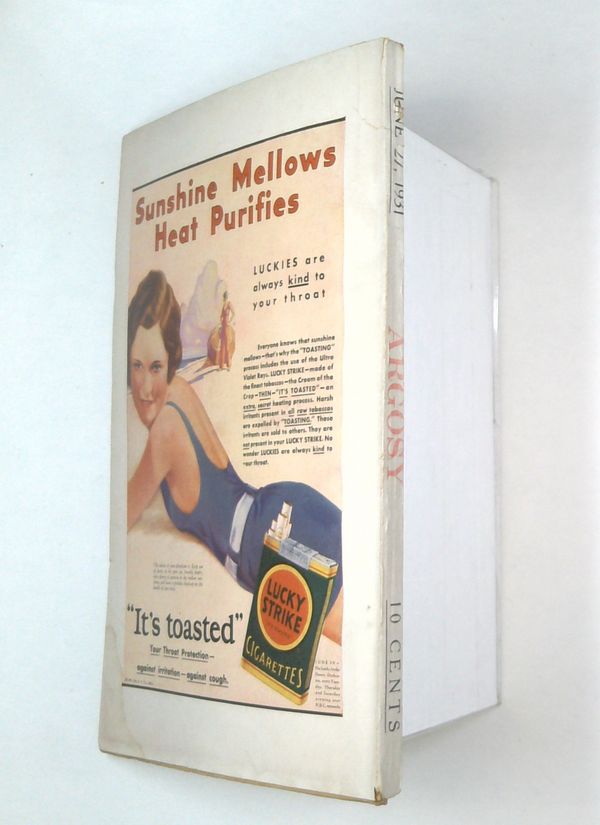 Sunshine Mellows
Heat Purifies
LUCKIES are
always kind to
your throat
Everyone knows that sunshine
mellows—that's why the "TOASTING"
process includes the use of the Ultra
Violet Rays. LUCKY STRIKE—made of
the finest tobaccos—the Cream of the
Crop—THEN—"IT'S TOASTED"—an
extra, secret heating process. Harsh
irritants present in all raw tobaccos
are expelled by "TOASTING." These
irritants are sold to others. They are
not present in your LUCKY STRIKE. No
wonder LUCKIES are always kind to
your throat.
"It's toasted"
Your Throat Protection—
against irritation—against cough.
LUCKY
STRIKE
CIGARETTES
JUNE 27, 1931
ARGOSY
10 CENTS